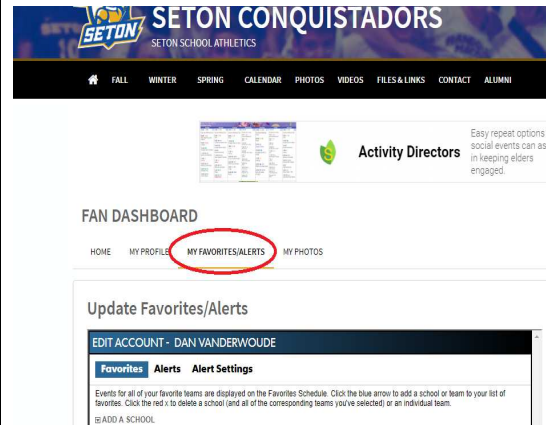 SETON
SETON CONQUISTADORS
SETON SCHOOL ATHLETICS
FALL WINTER SPRING CALENDAR PHOTOS VIDEOS FILES & LINKS CONTACT ALUMNI
Activity Directors
Easy repeat options
social events can as
in keeping elders
engaged.
FAN DASHBOARD
HOME MY PROFILE MY FAVORITES/ALERTS MY PHOTOS
Update Favorites/Alerts
EDIT ACCOUNT - DAN VANDERWOUDE
Favorites Alerts Alert Settings
Events for all of your favorite teams are displayed on the Favorites Schedule. Click the blue arrow to add a school or team to your list of
favorites. Click the red x to delete a school (and all of the corresponding teams you've selected) or an individual team.
ADD A SCHOOL